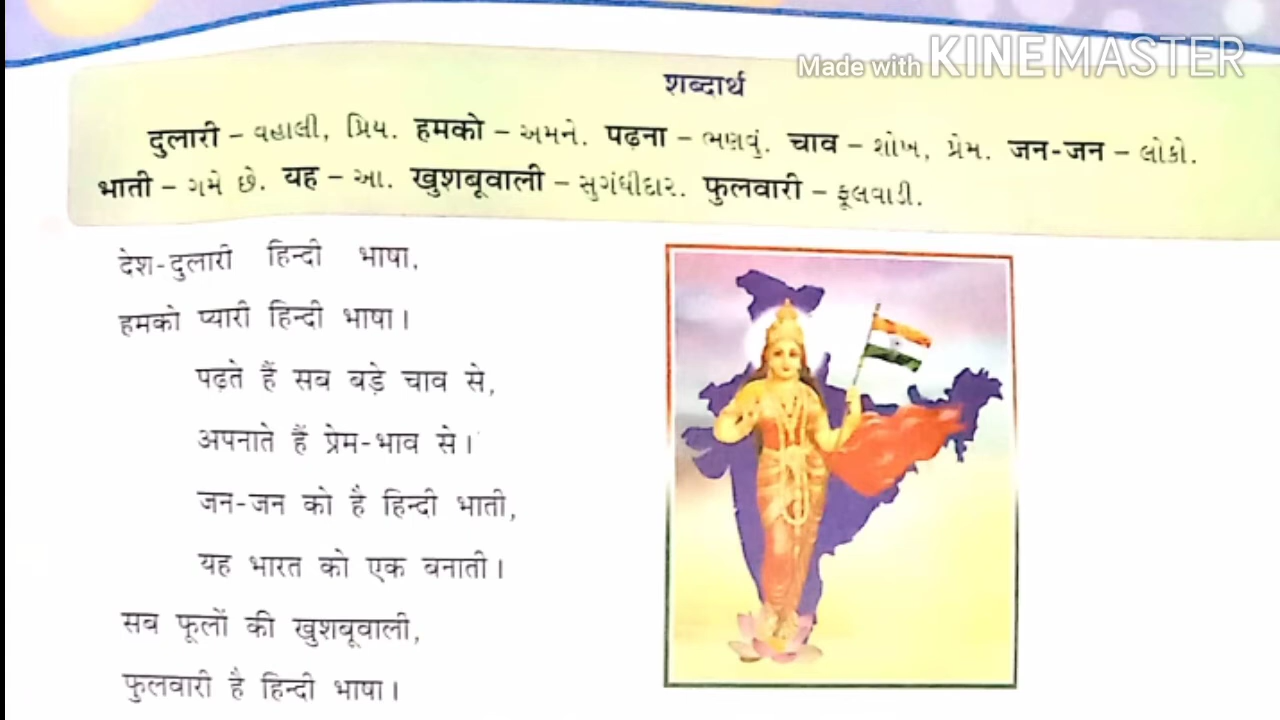 Made with KINEMASTER
शब्दार्थ
दुलारी – વહાલી, પ્રિય. हमको – અમને. पढ़ना – ભણવું. चाव – શોખ, પ્રેમ. जन-जन – લોકો.
भाती – ગમે છે. यह – આ. खुशबूवाली – સુગંધીદાર. फुलवारी – ફૂલવાડી.
देश-दुलारी हिन्दी भाषा,
हमको प्यारी हिन्दी भाषा।
पढ़ते हैं सब बड़े चाव से,
अपनाते हैं प्रेम-भाव से।
जन-जन को है हिन्दी भाती,
यह भारत को एक बनाती।
सब फूलों की खुशबूवाली,
फुलवारी है हिन्दी भाषा।